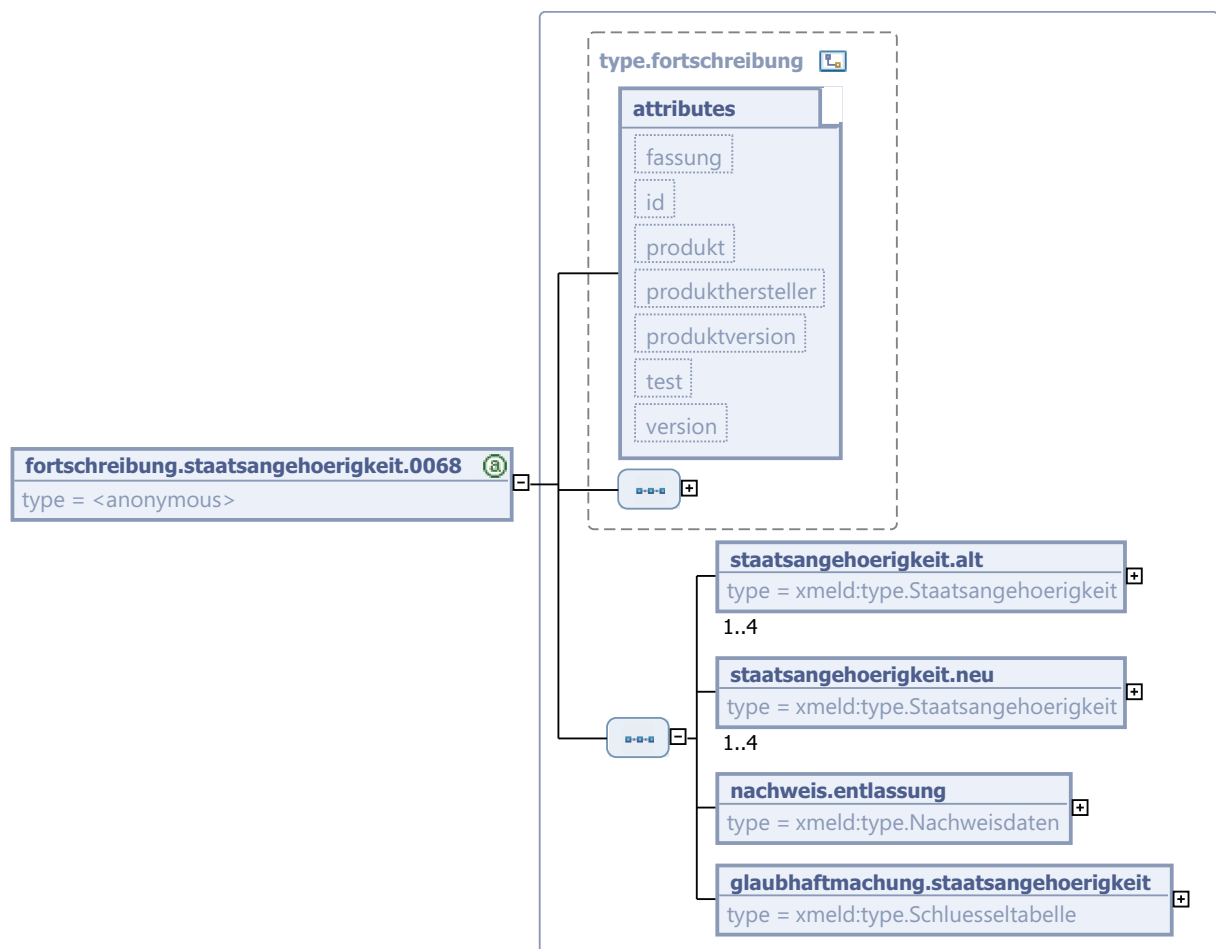 type.fortschreibung
attributes
fassung
id
produkt
produkthersteller
produktversion
test
version
fortschreibung.staatsangehoerigkeit.0068
type = <anonymous>
staatsangehoerigkeit.alt
type = xmeld:type.Staatsangehoerigkeit
1..4
staatsangehoerigkeit.neu
type = xmeld:type.Staatsangehoerigkeit
1..4
nachweis.entlassung
type = xmeld:type.Nachweisdaten
glaubhaftmachung.staatsangehoerigkeit
type = xmeld:type.Schluesseltabelle